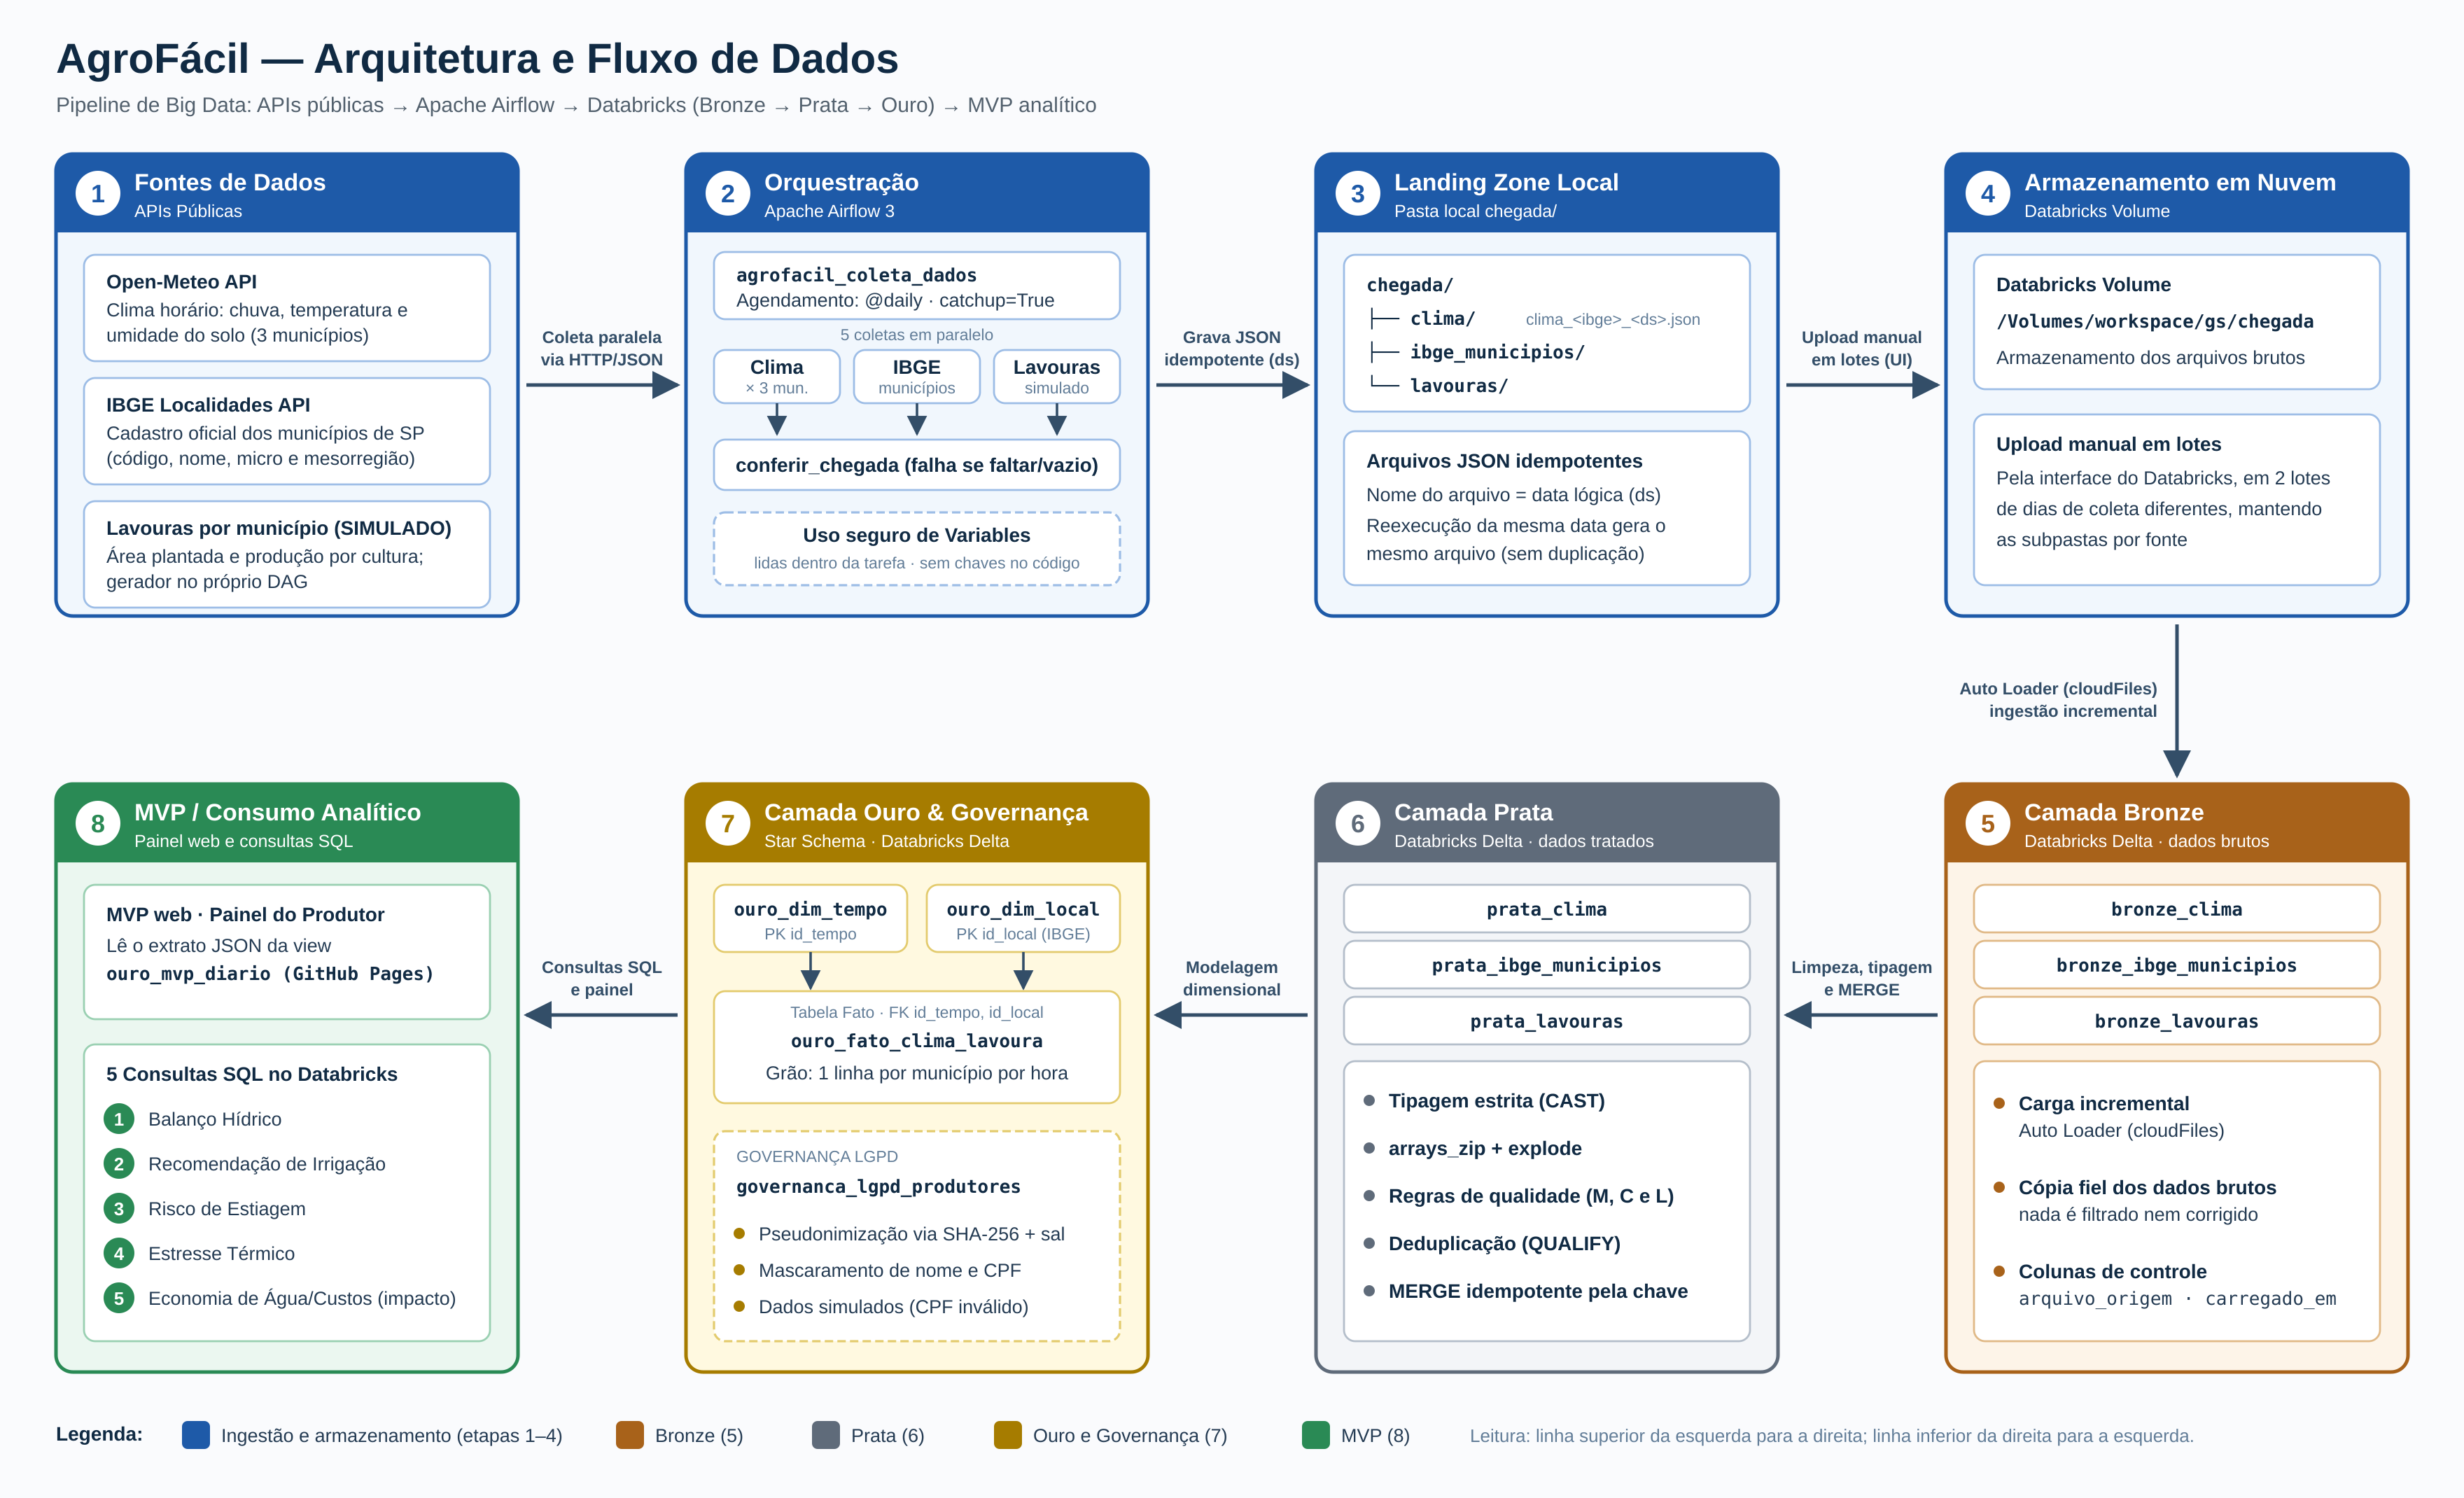 AgroFácil — Arquitetura e Fluxo de Dados
Pipeline de Big Data: APIs públicas → Apache Airflow → Databricks (Bronze → Prata → Ouro) → MVP analítico
1
Fontes de Dados
APIs Públicas
Open-Meteo API
Clima horário: chuva, temperatura e
umidade do solo (3 municípios)
IBGE Localidades API
Cadastro oficial dos municípios de SP
(código, nome, micro e mesorregião)
Lavouras por município (SIMULADO)
Área plantada e produção por cultura;
gerador no próprio DAG
Coleta paralela
via HTTP/JSON
2
Orquestração
Apache Airflow 3
agrofacil_coleta_dados
Agendamento: @daily · catchup=True
5 coletas em paralelo
Clima
× 3 mun.
IBGE
municípios
Lavouras
simulado
conferir_chegada (falha se faltar/vazio)
Uso seguro de Variables
lidas dentro da tarefa · sem chaves no código
Grava JSON
idempotente (ds)
3
Landing Zone Local
Pasta local chegada/
chegada/
├── clima/ clima_<ibge>_<ds>.json
├── ibge_municipios/
└── lavouras/
Arquivos JSON idempotentes
Nome do arquivo = data lógica (ds)
Reexecução da mesma data gera o
mesmo arquivo (sem duplicação)
Upload manual
em lotes (UI)
4
Armazenamento em Nuvem
Databricks Volume
Databricks Volume
/Volumes/workspace/gs/chegada
Armazenamento dos arquivos brutos
Upload manual em lotes
Pela interface do Databricks, em 2 lotes
de dias de coleta diferentes, mantendo
as subpastas por fonte
Auto Loader (cloudFiles)
ingestão incremental
5
Camada Bronze
Databricks Delta · dados brutos
bronze_clima
bronze_ibge_municipios
bronze_lavouras
Carga incremental
Auto Loader (cloudFiles)
Cópia fiel dos dados brutos
nada é filtrado nem corrigido
Colunas de controle
arquivo_origem · carregado_em
Limpeza, tipagem
e MERGE
6
Camada Prata
Databricks Delta · dados tratados
prata_clima
prata_ibge_municipios
prata_lavouras
Tipagem estrita (CAST)
arrays_zip + explode
Regras de qualidade (M, C e L)
Deduplicação (QUALIFY)
MERGE idempotente pela chave
Modelagem
dimensional
7
Camada Ouro & Governança
Star Schema · Databricks Delta
ouro_dim_tempo
PK id_tempo
ouro_dim_local
PK id_local (IBGE)
Tabela Fato · FK id_tempo, id_local
ouro_fato_clima_lavoura
Grão: 1 linha por município por hora
GOVERNANÇA LGPD
governanca_lgpd_produtores
Pseudonimização via SHA-256 + sal
Mascaramento de nome e CPF
Dados simulados (CPF inválido)
Consultas SQL
e painel
8
MVP / Consumo Analítico
Painel web e consultas SQL
MVP web · Painel do Produtor
Lê o extrato JSON da view
ouro_mvp_diario (GitHub Pages)
5 Consultas SQL no Databricks
1 Balanço Hídrico
2 Recomendação de Irrigação
3 Risco de Estiagem
4 Estresse Térmico
5 Economia de Água/Custos (impacto)
Legenda: Ingestão e armazenamento (etapas 1–4) Bronze (5) Prata (6) Ouro e Governança (7) MVP (8) Leitura: linha superior da esquerda para a direita; linha inferior da direita para a esquerda.